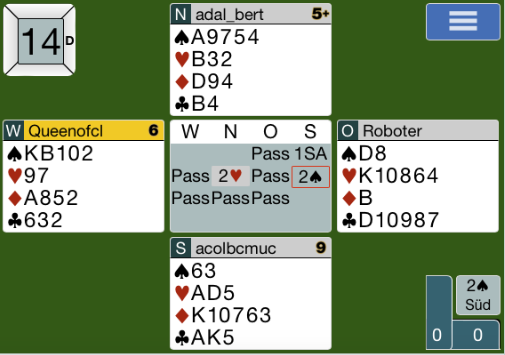 14 D
N adal_bert 5+
♠A9754
♥B32
♦D94
♣B4
W Queenofcl 6
♠KB102
♥97
♦A852
♣632
W N O S
Pass 1SA
Pass 2♥ Pass 2♠
Pass Pass Pass
O Roboter
♠D8
♥K10864
♦B
♣D10987
S acolbcmuc 9
♠63
♥AD5
♦K10763
♣AK5
2♠
Süd
0 0